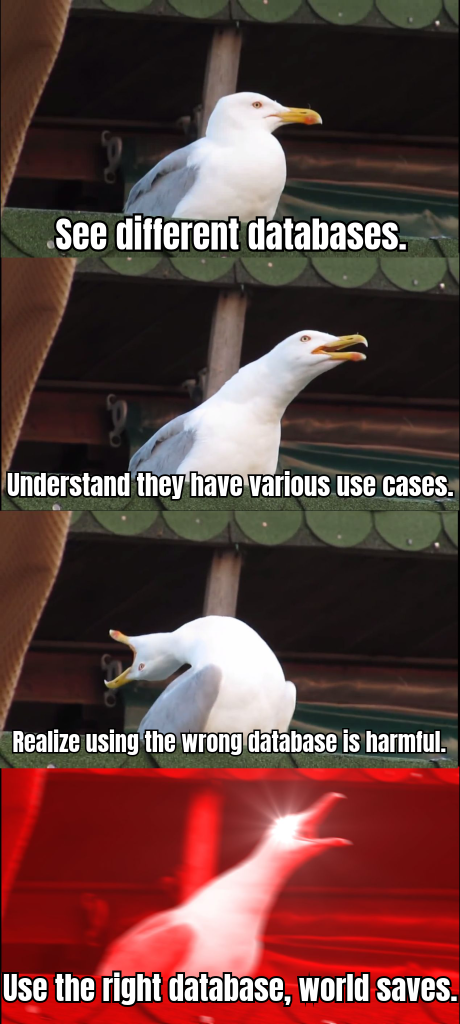 See different databases.
Understand they have various use cases.
Realize using the wrong database is harmful.
Use the right database, world saves.